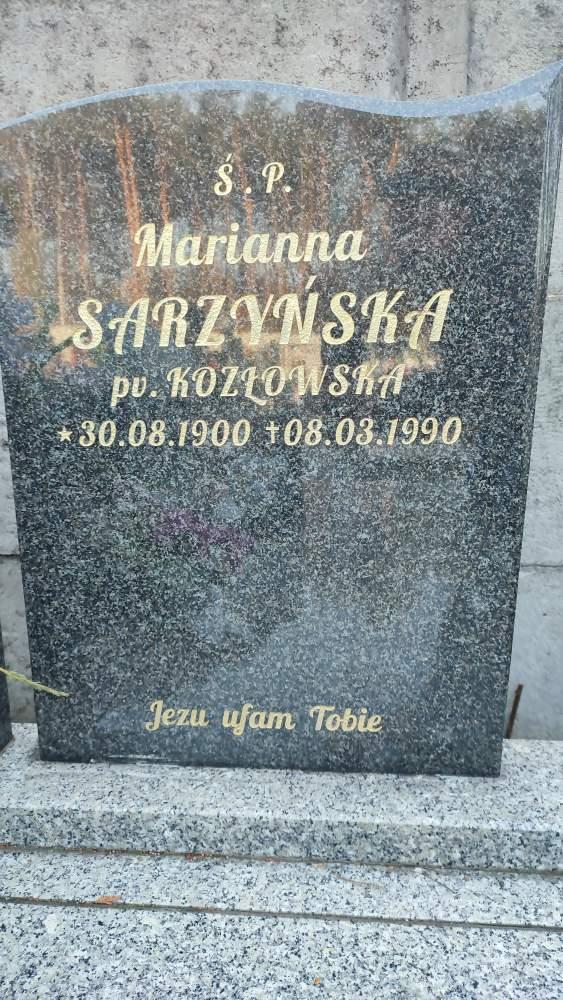 Ś.P.
Marianna
SARZYŃSKA
pv. KOZŁOWSKA
*30.08.1900 †08.03.1990
Jezu ufam Tobie